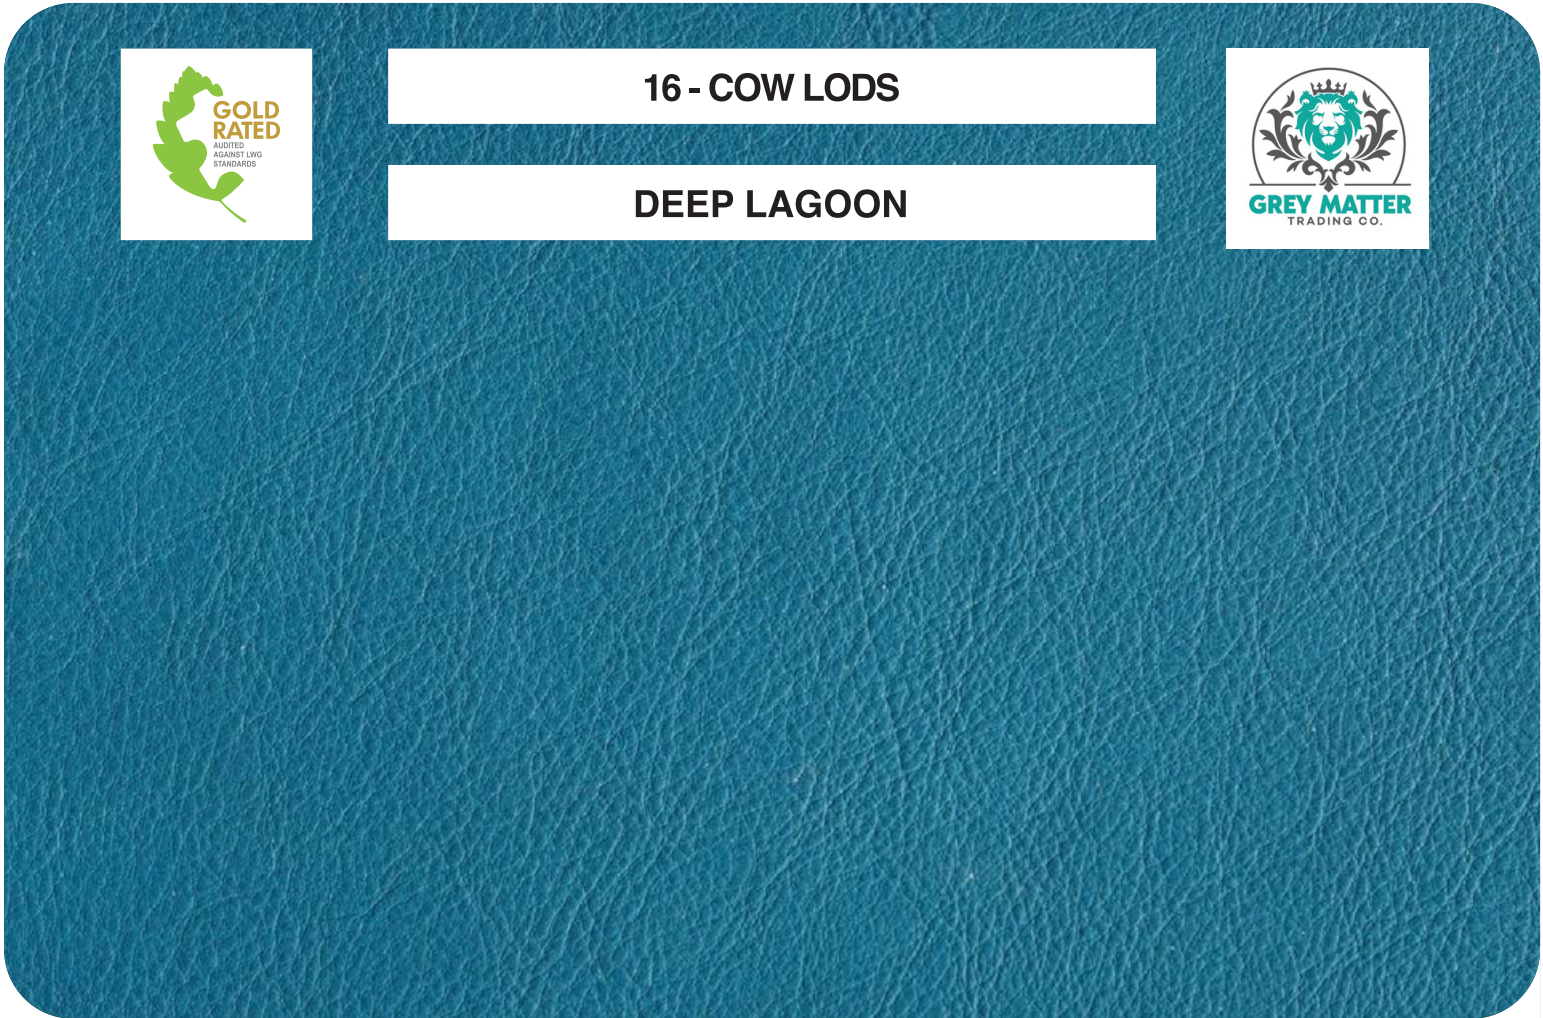 GOLD
RATED
AUDITED
AGAINST LWG
STANDARDS
16 - COW LODS
DEEP LAGOON
GREY MATTER
TRADING CO.